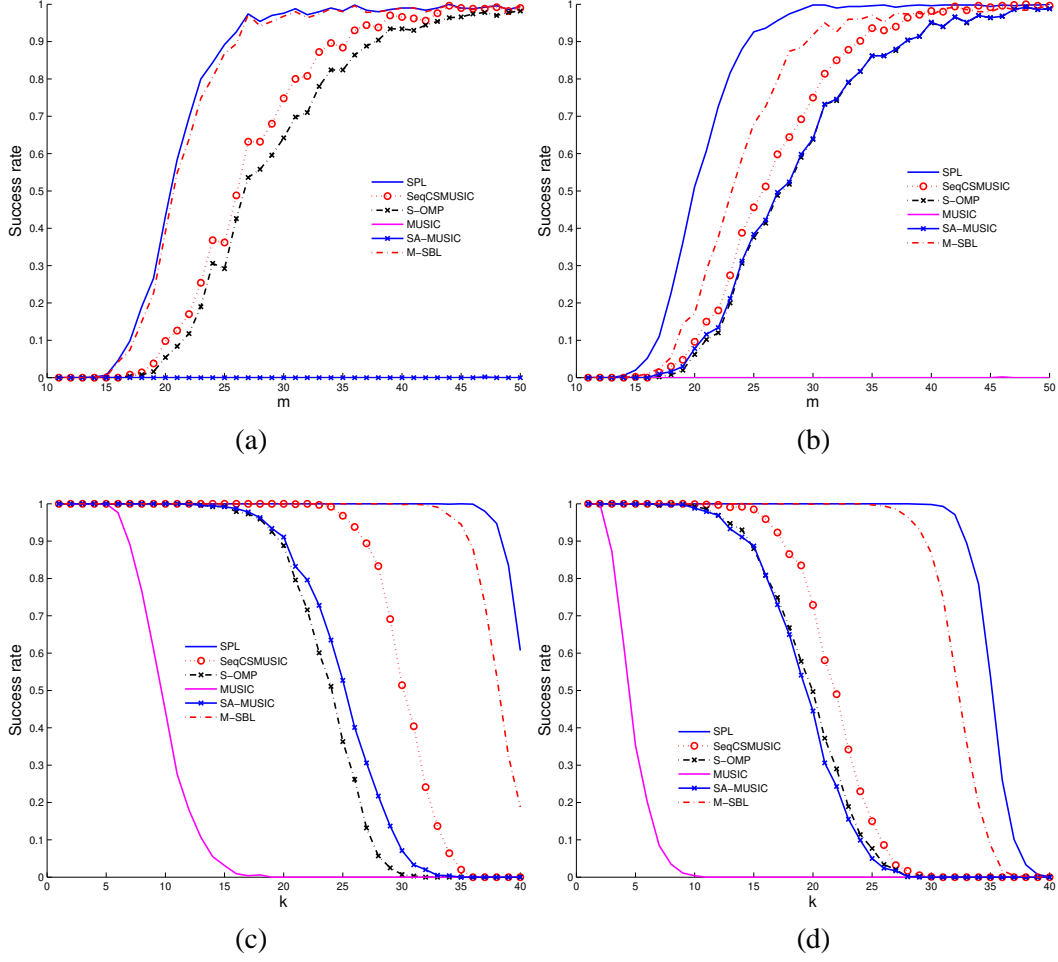 1
0.9
0.8
0.7
0.6
0.5
0.4
0.3
0.2
0.1
0
Success rate
SPL
SeqCSMUSIC
S-OMP
MUSIC
SA-MUSIC
M-SBL
10 15 20 25 30 35 40 45 50
m
(a)
1
0.9
0.8
0.7
0.6
0.5
0.4
0.3
0.2
0.1
0
Success rate
SPL
SeqCSMUSIC
S-OMP
MUSIC
SA-MUSIC
M-SBL
10 15 20 25 30 35 40 45 50
m
(b)
1
0.9
0.8
0.7
0.6
0.5
0.4
0.3
0.2
0.1
0
Success rate
SPL
SeqCSMUSIC
S-OMP
MUSIC
SA-MUSIC
M-SBL
0 5 10 15 20 25 30 35 40
k
(c)
1
0.9
0.8
0.7
0.6
0.5
0.4
0.3
0.2
0.1
0
Success rate
SPL
SeqCSMUSIC
S-OMP
MUSIC
SA-MUSIC
M-SBL
0 5 10 15 20 25 30 35 40
k
(d)